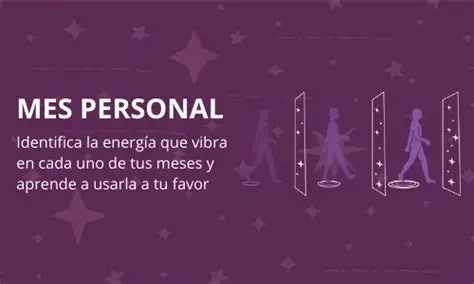 MES PERSONAL
Identifica la energía que vibra
en cada uno de tus meses y
aprende a usarla a tu favor